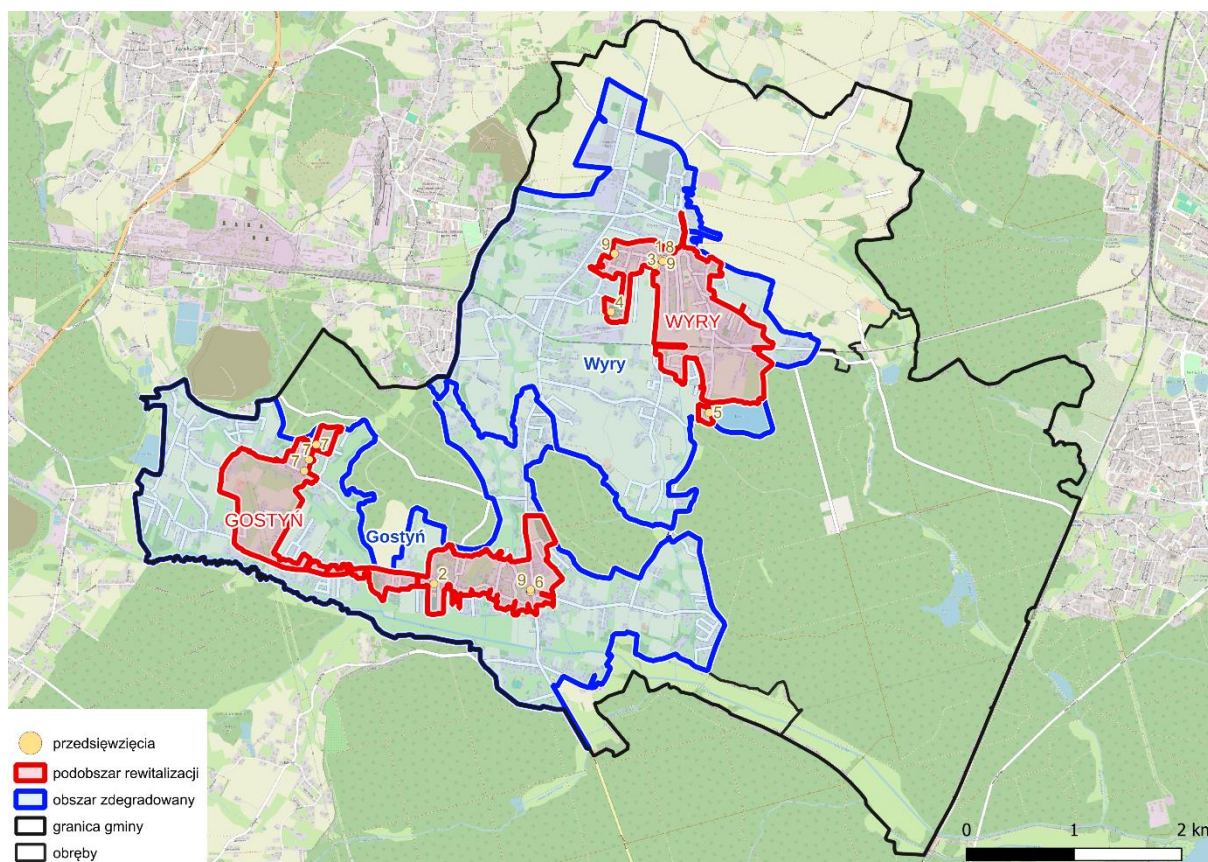 9
18
3 9
4
WYRY
Wyry
5
7
7
GOSTYŃ
Gostyń
2
9 6
przedsięwzięcia
podobszar rewitalizacji
obszar zdegradowany
granica gminy
obręby
0 1 2 km